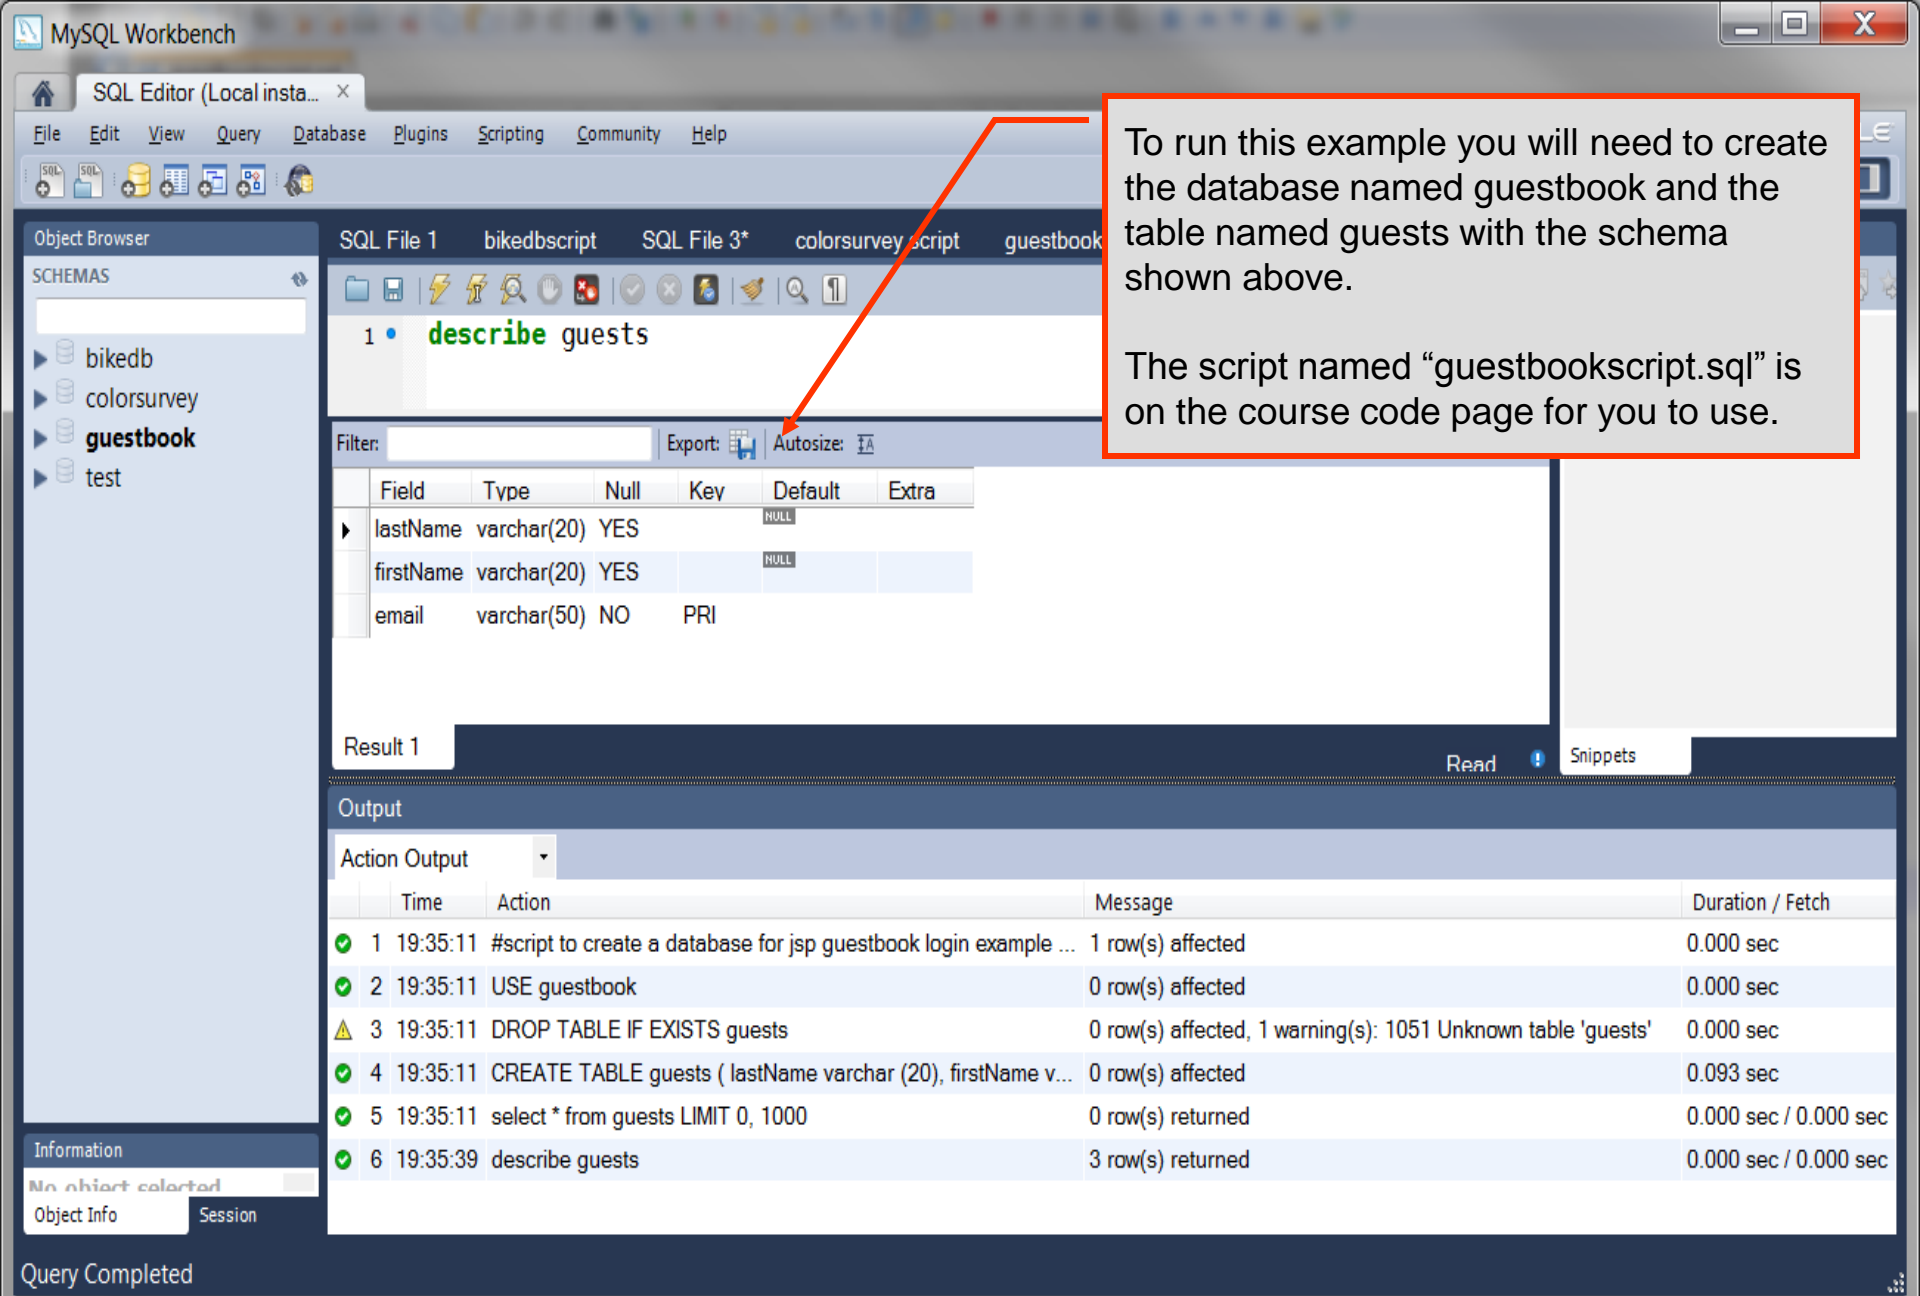 MySQL Workbench
SQL Editor (Local insta... ×
File Edit View Query Database Plugins Scripting Community Help
To run this example you will need to create
the database named guestbook and the
table named guests with the schema
shown above.
The script named “guestbookscript.sql” is
on the course code page for you to use.
Object Browser
SCHEMAS
bikedb
colorsurvey
guestbook
test
SQL File 1 bikedbscript SQL File 3* colorsurvey script guestbook
1 describe guests
Filter: Export: Autosize:
Field Type Null Key Default Extra
lastName varchar(20) YES NULL
firstName varchar(20) YES NULL
email varchar(50) NO PRI
Result 1
Read
Snippets
Output
Action Output
Time Action Message Duration / Fetch
1 19:35:11 #script to create a database for jsp guestbook login example ... 1 row(s) affected 0.000 sec
2 19:35:11 USE guestbook 0 row(s) affected 0.000 sec
3 19:35:11 DROP TABLE IF EXISTS guests 0 row(s) affected, 1 warning(s): 1051 Unknown table 'guests' 0.000 sec
4 19:35:11 CREATE TABLE guests ( lastName varchar (20), firstName v... 0 row(s) affected 0.093 sec
5 19:35:11 select * from guests LIMIT 0, 1000 0 row(s) returned 0.000 sec / 0.000 sec
6 19:35:39 describe guests 3 row(s) returned 0.000 sec / 0.000 sec
Information
No object selected
Object Info Session
Query Completed